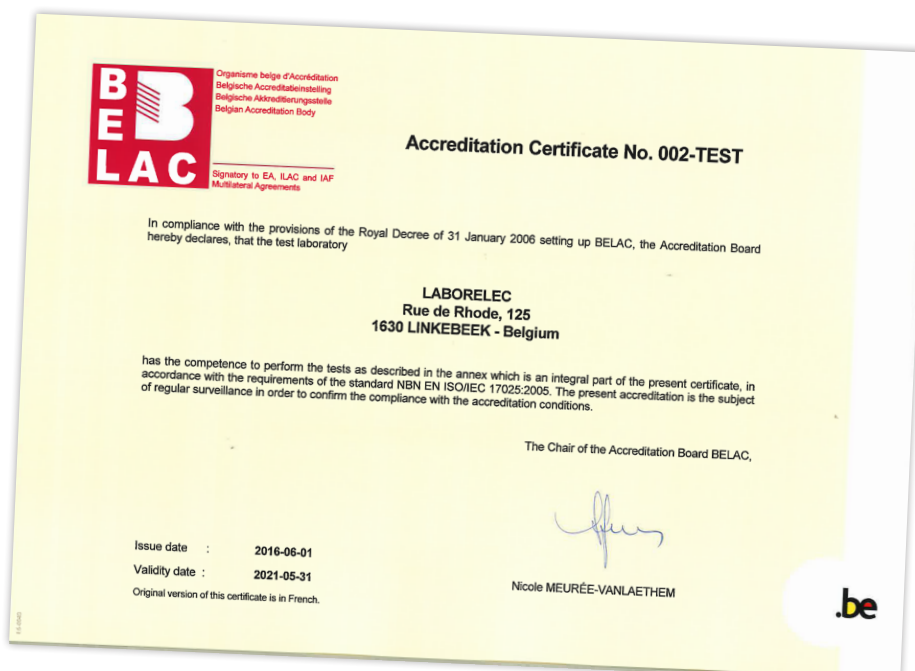 B
E
LAC
Organisme belge d'Accréditation
Belgische Accreditatieinstelling
Belgische Akkreditierungsstelle
Belgian Accreditation Body
Signatory to EA, ILAC and IAF
Multilateral Agreements
Accreditation Certificate No. 002-TEST
In compliance with the provisions of the Royal Decree of 31 January 2006 setting up BELAC, the Accreditation Board
hereby declares, that the test laboratory
LABORELEC
Rue de Rhode, 125
1630 LINKEBEEK - Belgium
has the competence to perform the tests as described in the annex which is an integral part of the present certificate, in
accordance with the requirements of the standard NBN EN ISO/IEC 17025:2005. The present accreditation is the subject
of regular surveillance in order to confirm the compliance with the accreditation conditions.
The Chair of the Accreditation Board BELAC,
Issue date : 2016-06-01
Validity date : 2021-05-31
Original version of this certificate is in French.
Nicole MEURÉE-VANLAETHEM
.be